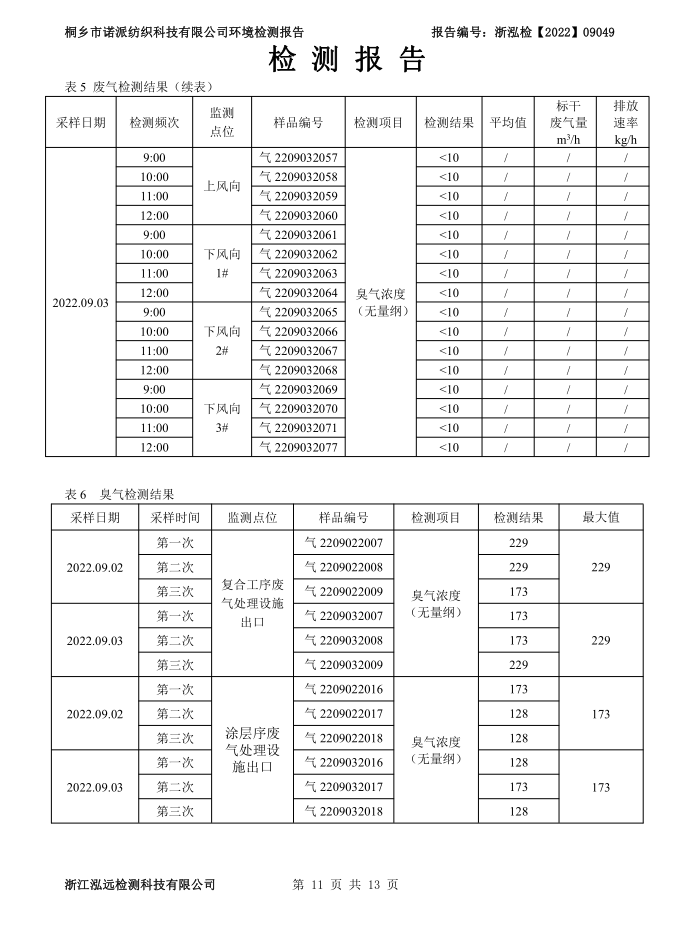 桐乡市诺派纺织科技有限公司环境检测报告 报告编号：浙泓检【2022】09049
检 测 报 告
表 5 废气检测结果（续表）
采样日期 检测频次 监测点位 样品编号 检测项目 检测结果 平均值 标干废气量 m³/h 排放速率 kg/h
2022.09.03 9:00 上风向 气 2209032057 臭气浓度（无量纲） <10 / / /
10:00 气 2209032058 <10 / / /
11:00 气 2209032059 <10 / / /
12:00 气 2209032060 <10 / / /
9:00 下风向 1# 气 2209032061 <10 / / /
10:00 气 2209032062 <10 / / /
11:00 气 2209032063 <10 / / /
12:00 气 2209032064 <10 / / /
9:00 下风向 2# 气 2209032065 <10 / / /
10:00 气 2209032066 <10 / / /
11:00 气 2209032067 <10 / / /
12:00 气 2209032068 <10 / / /
9:00 下风向 3# 气 2209032069 <10 / / /
10:00 气 2209032070 <10 / / /
11:00 气 2209032071 <10 / / /
12:00 气 2209032077 <10 / / /
表 6 臭气检测结果
采样日期 采样时间 监测点位 样品编号 检测项目 检测结果 最大值
2022.09.02 第一次 复合工序废气处理设施出口 气 2209022007 臭气浓度（无量纲） 229 229
第二次 气 2209022008 229
第三次 气 2209022009 173
2022.09.03 第一次 气 2209032007 173 229
第二次 气 2209032008 173
第三次 气 2209032009 229
2022.09.02 第一次 涂层序废气处理设施出口 气 2209022016 臭气浓度（无量纲） 173 173
第二次 气 2209022017 128
第三次 气 2209022018 128
2022.09.03 第一次 气 2209032016 128 173
第二次 气 2209032017 173
第三次 气 2209032018 128
浙江泓远检测科技有限公司 第 11 页 共 13 页